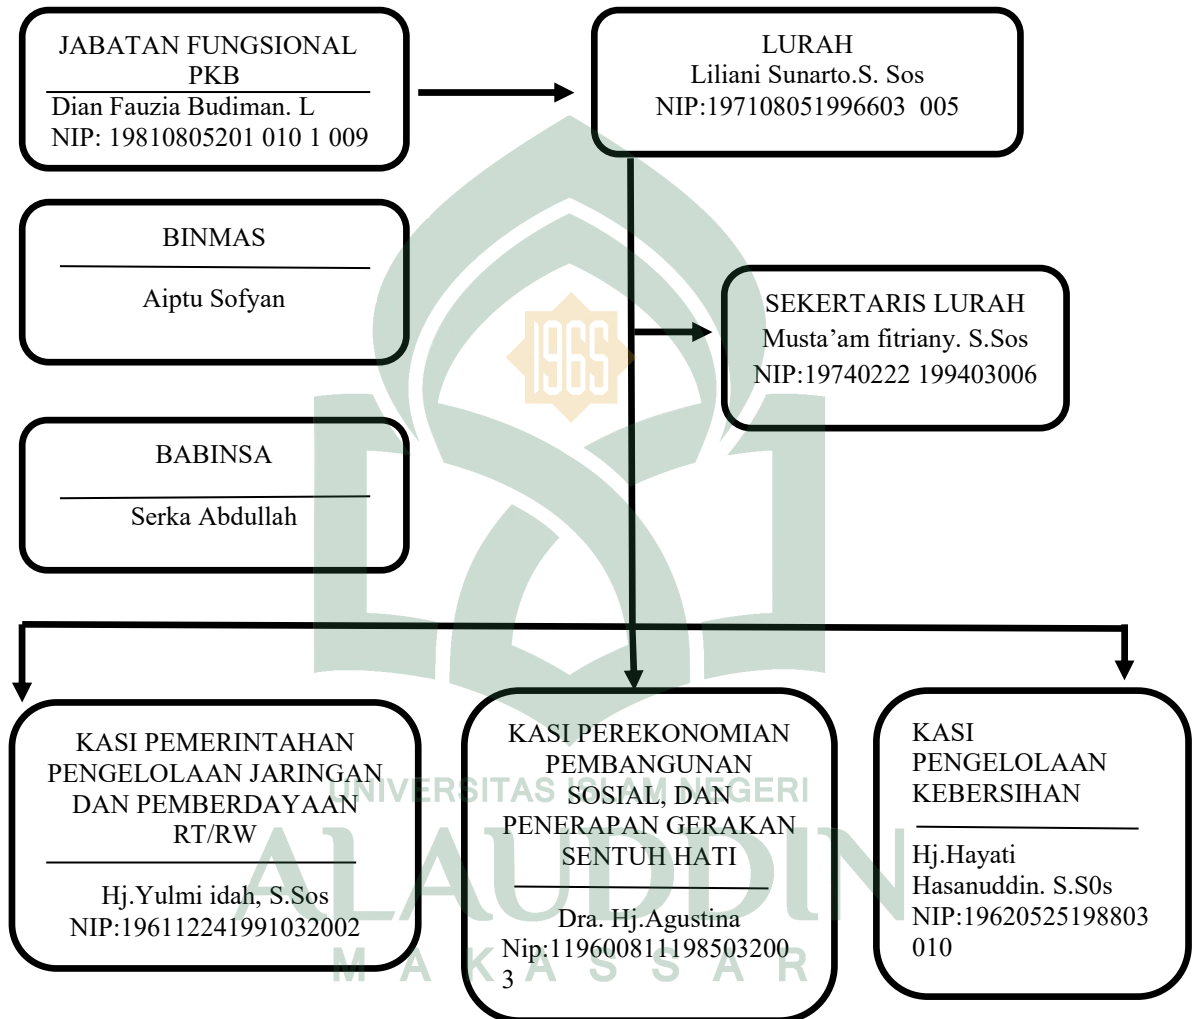 JABATAN FUNGSIONAL
PKB
Dian Fauzia Budiman. L
NIP: 19810805201 010 1 009
LURAH
Liliani Sunarto.S. Sos
NIP:197108051996603 005
BINMAS
Aiptu Sofyan
1965
SEKERTARIS LURAH
Musta’am fitriany. S.Sos
NIP:19740222 199403006
BABINSA
Serka Abdullah
KASI PEMERINTAHAN
PENGELOLAAN JARINGAN
DAN PEMBERDAYAAN
RT/RW
Hj.Yulmi idah, S.Sos
NIP:196112241991032002
KASI PEREKONOMIAN
PEMBANGUNAN
SOSIAL, DAN
PENERAPAN GERAKAN
SENTUH HATI
Dra. Hj.Agustina
Nip:119600811198503200
3
KASI
PENGELOLAAN
KEBERSIHAN
Hj.Hayati
Hasanuddin. S.S0s
NIP:19620525198803
010
UNIVERSITAS ISLAM NEGERI
ALAUDDIN
MAKASSAR